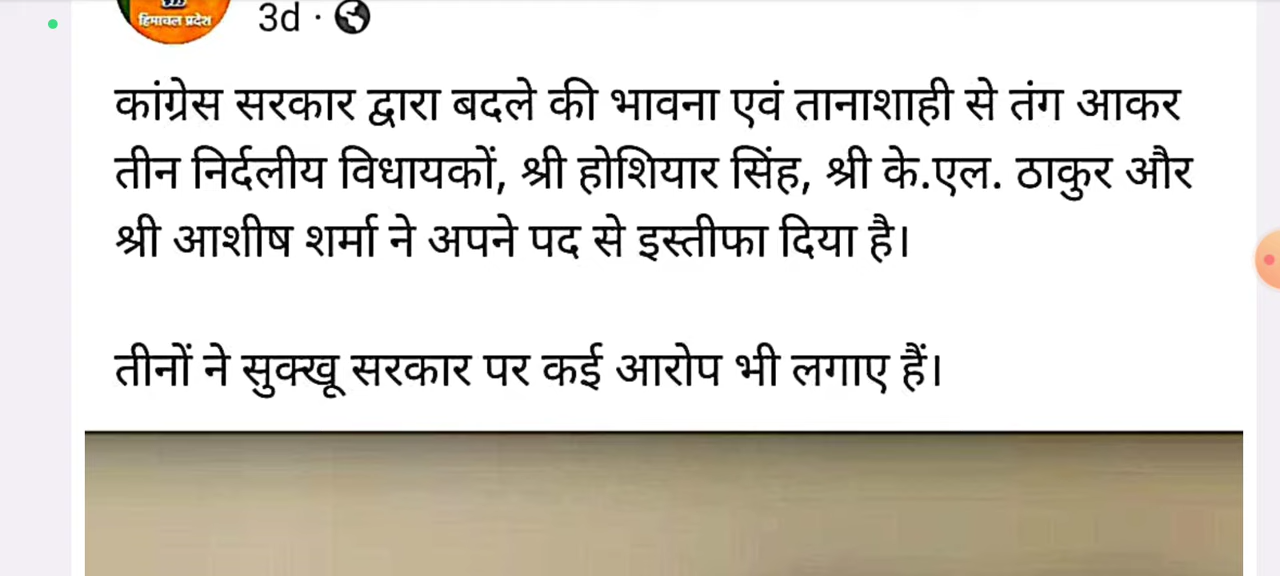 हिमाचल प्रदेश
3d ·
कांग्रेस सरकार द्वारा बदले की भावना एवं तानाशाही से तंग आकर
तीन निर्दलीय विधायकों, श्री होशियार सिंह, श्री के.एल. ठाकुर और
श्री आशीष शर्मा ने अपने पद से इस्तीफा दिया है।
तीनों ने सुक्खू सरकार पर कई आरोप भी लगाए हैं।